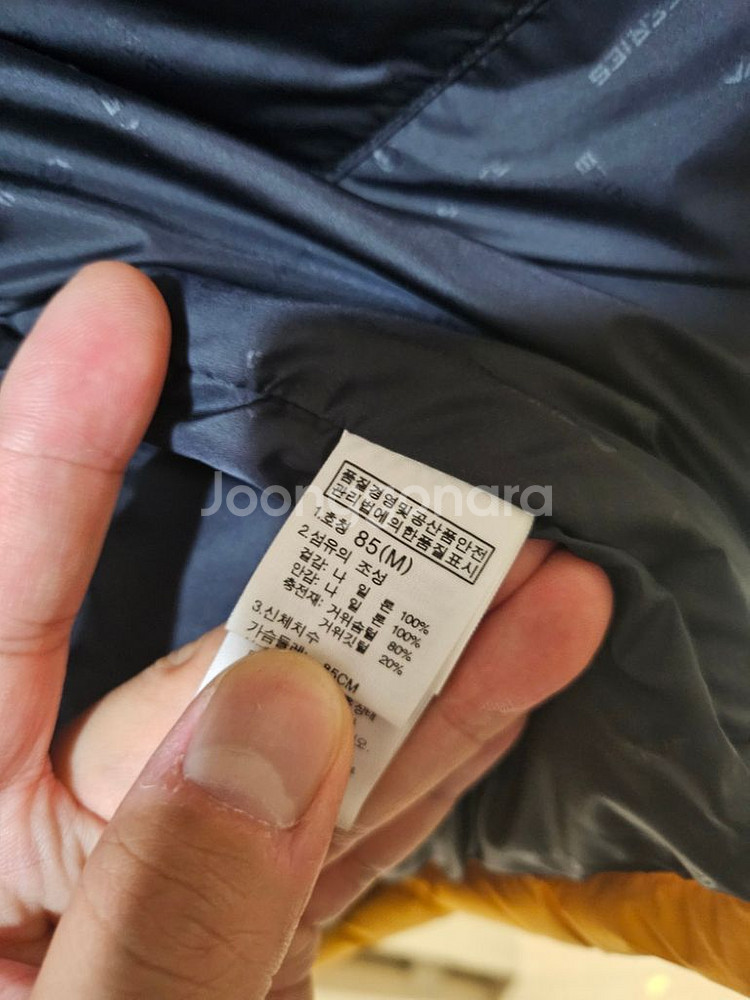 Joong onara
품질경영및공산품안전
관리법에의한품질표시
1.호칭 85(M)
2.섬유의 조성
겉감: 나 일 론 100%
안감: 나 일 론 100%
충전재: 거위솜털 80%
거위깃털 20%
3.신체치수
가슴둘레: 85CM